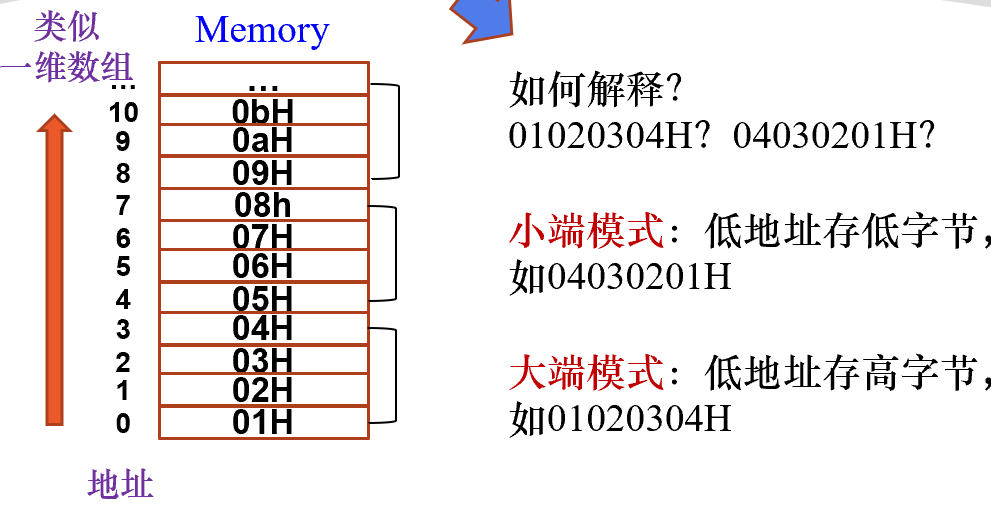 类似
一维数组
Memory
... ...
10 0bH
9 0aH
8 09H
7 08h
6 07H
5 06H
4 05H
3 04H
2 03H
1 02H
0 01H
地址
如何解释？
01020304H？04030201H？
小端模式：低地址存低字节，
如04030201H
大端模式：低地址存高字节，
如01020304H